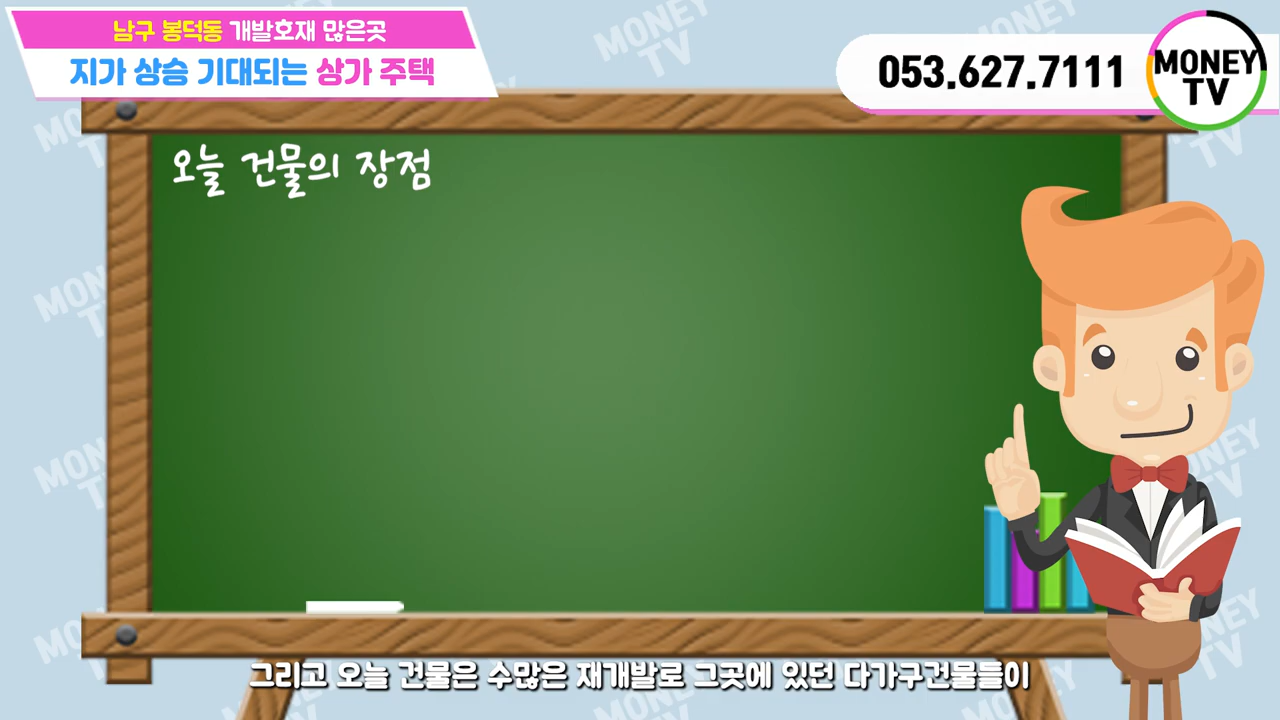 남구 봉덕동 개발호재 많은곳
지가 상승 기대되는 상가 주택
053.627.7111
MONEY
TV
오늘 건물의 장점
그리고 오늘 건물은 수많은 재개발로 그곳에 있던 다가구건물들이